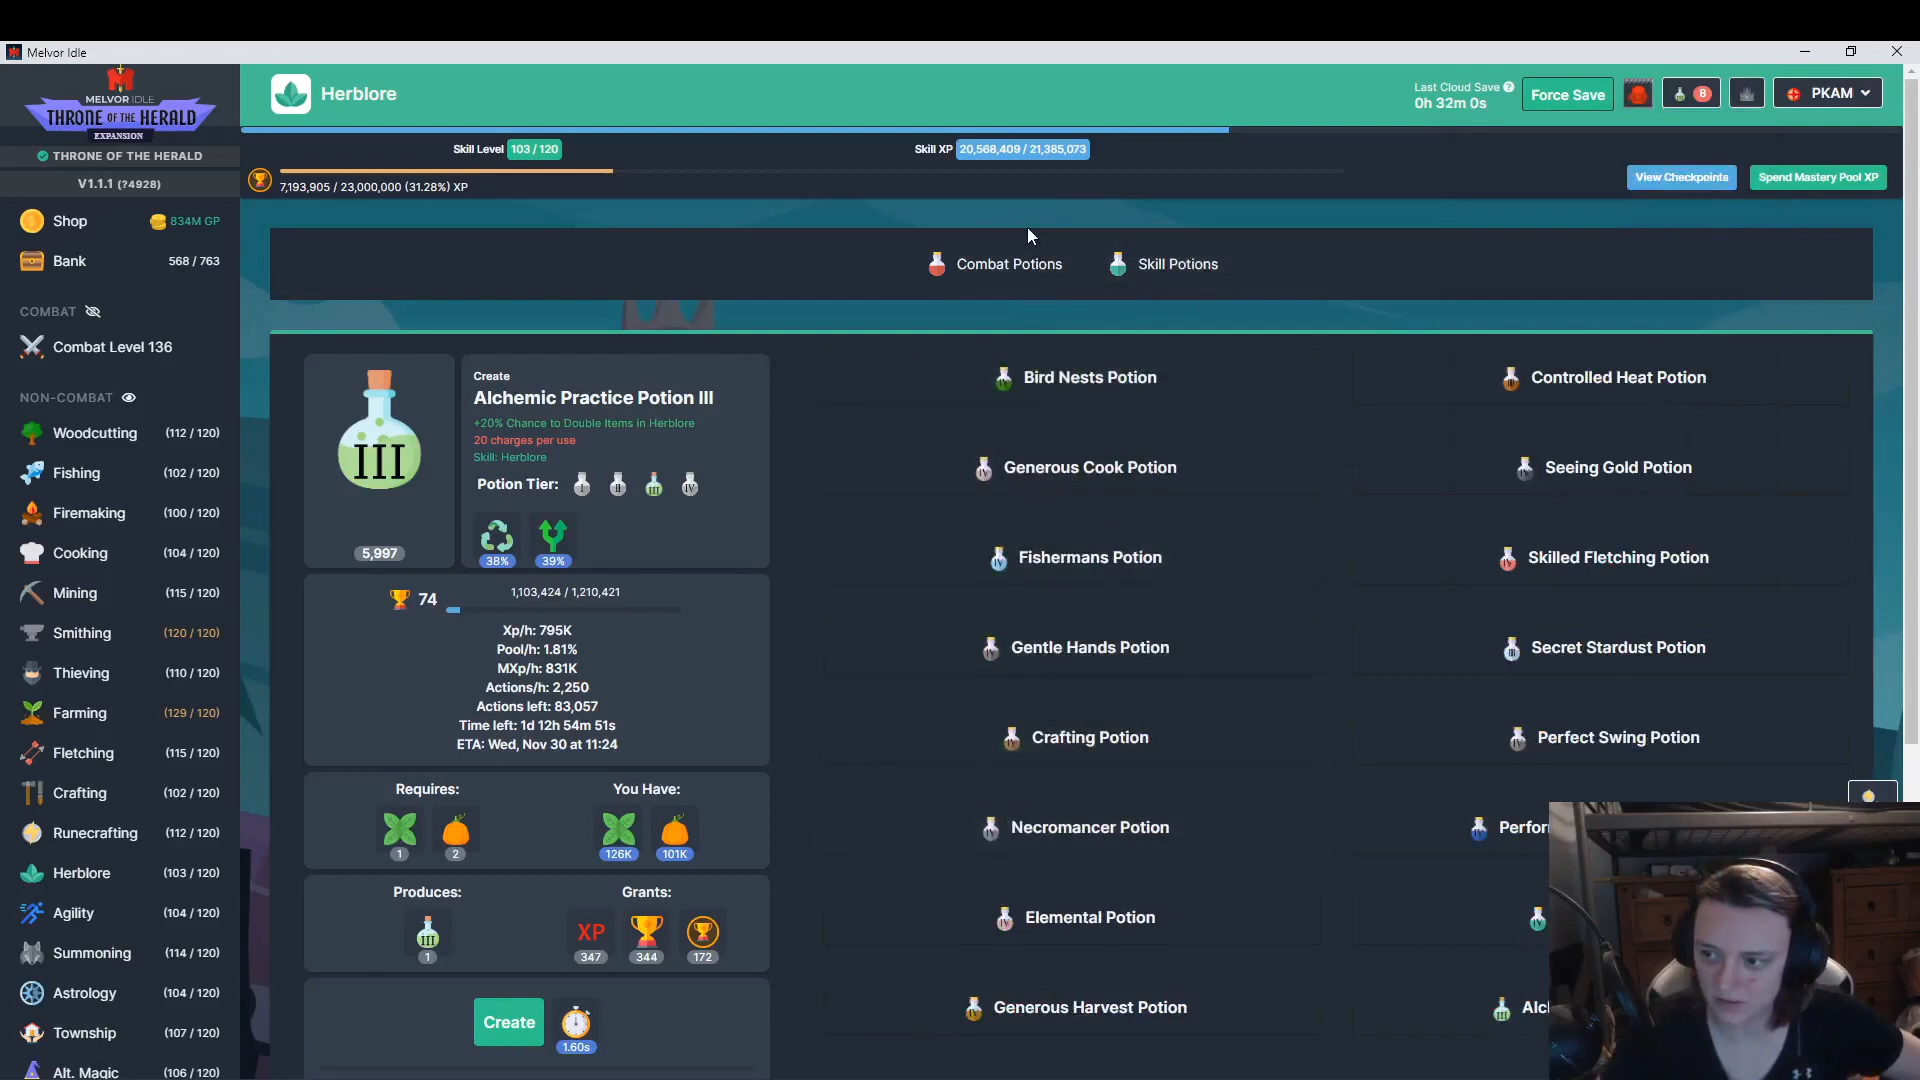 Melvor Idle
MELVOR IDLE
THRONE OF THE HERALD
EXPANSION
THRONE OF THE HERALD
V1.1.1 (?4928)
Shop 834M GP
Bank 568 / 763
COMBAT
Combat Level 136
NON-COMBAT
Woodcutting (112 / 120)
Fishing (102 / 120)
Firemaking (100 / 120)
Cooking (104 / 120)
Mining (115 / 120)
Smithing (120 / 120)
Thieving (110 / 120)
Farming (129 / 120)
Fletching (115 / 120)
Crafting (102 / 120)
Runecrafting (112 / 120)
Herblore (103 / 120)
Agility (104 / 120)
Summoning (114 / 120)
Astrology (104 / 120)
Township (107 / 120)
Alt. Magic (106 / 120)
Herblore
Last Cloud Save ?
0h 32m 0s
Force Save
8
PKAM
Skill Level 103 / 120
Skill XP 20,568,409 / 21,385,073
7,193,905 / 23,000,000 (31.28%) XP
View Checkpoints
Spend Mastery Pool XP
Combat Potions
Skill Potions
III
5,997
Create
Alchemic Practice Potion III
+20% Chance to Double Items in Herblore
20 charges per use
Skill: Herblore
Potion Tier: I II III IV
38% 39%
74
1,103,424 / 1,210,421
Xp/h: 795K
Pool/h: 1.81%
MXp/h: 831K
Actions/h: 2,250
Actions left: 83,057
Time left: 1d 12h 54m 51s
ETA: Wed, Nov 30 at 11:24
Requires: You Have:
1 2 126K 101K
Produces: Grants:
III XP
1 347 344 172
Create
1.60s
Bird Nests Potion
Controlled Heat Potion
Generous Cook Potion
Seeing Gold Potion
Fishermans Potion
Skilled Fletching Potion
Gentle Hands Potion
Secret Stardust Potion
Crafting Potion
Perfect Swing Potion
Necromancer Potion
Perfor
Elemental Potion
Generous Harvest Potion
Alc